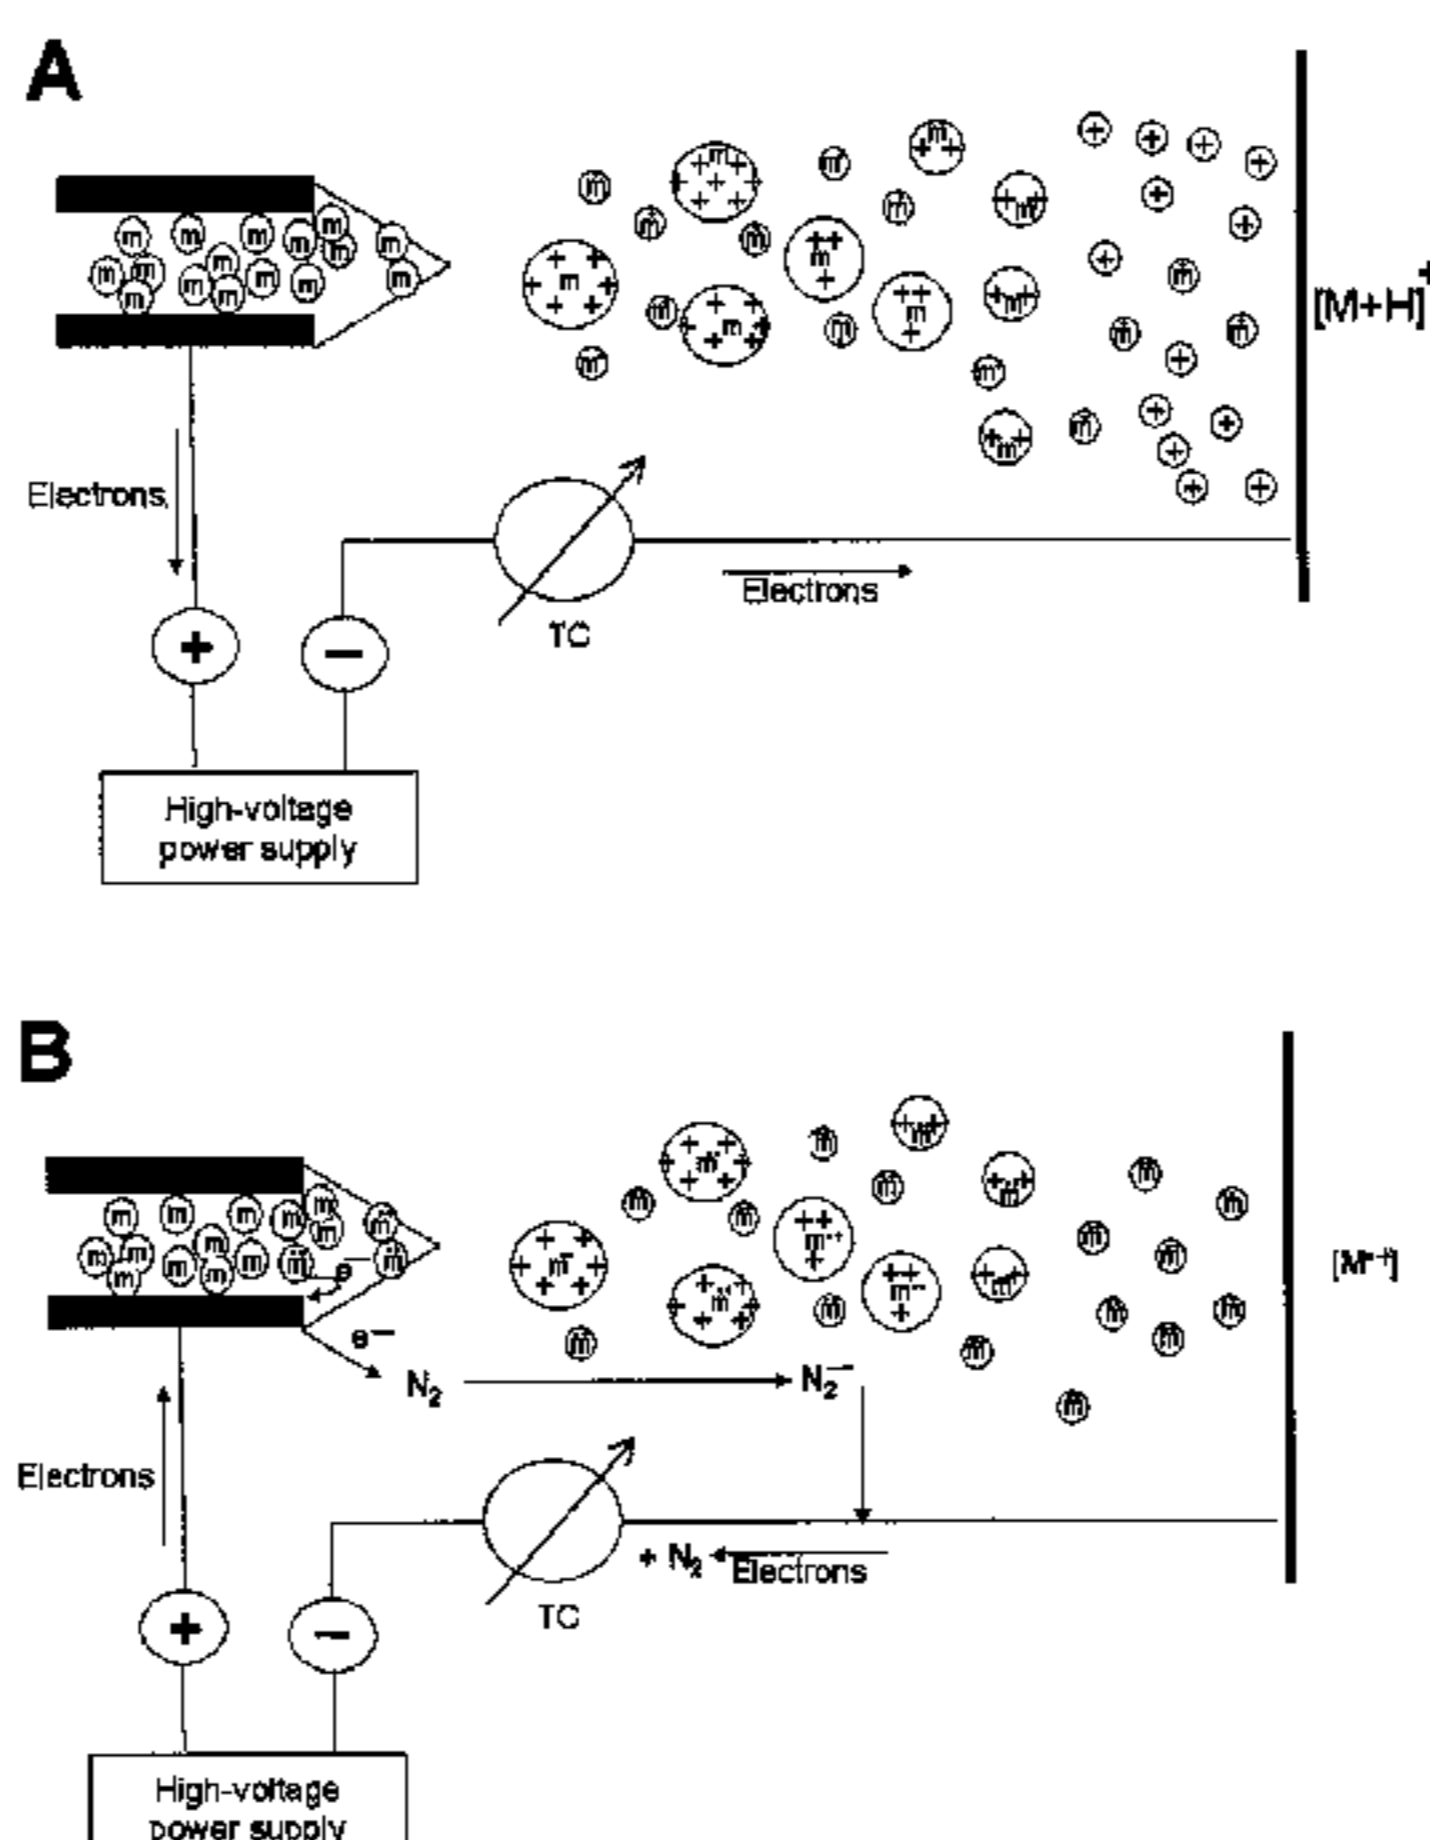 A
[M+H]+
Electrons
Electrons
TC
+
−
High-voltage
power supply
B
e−
e−
N2
N2−
[M•+]
Electrons
+ N2
Electrons
TC
+
−
High-voltage
power supply